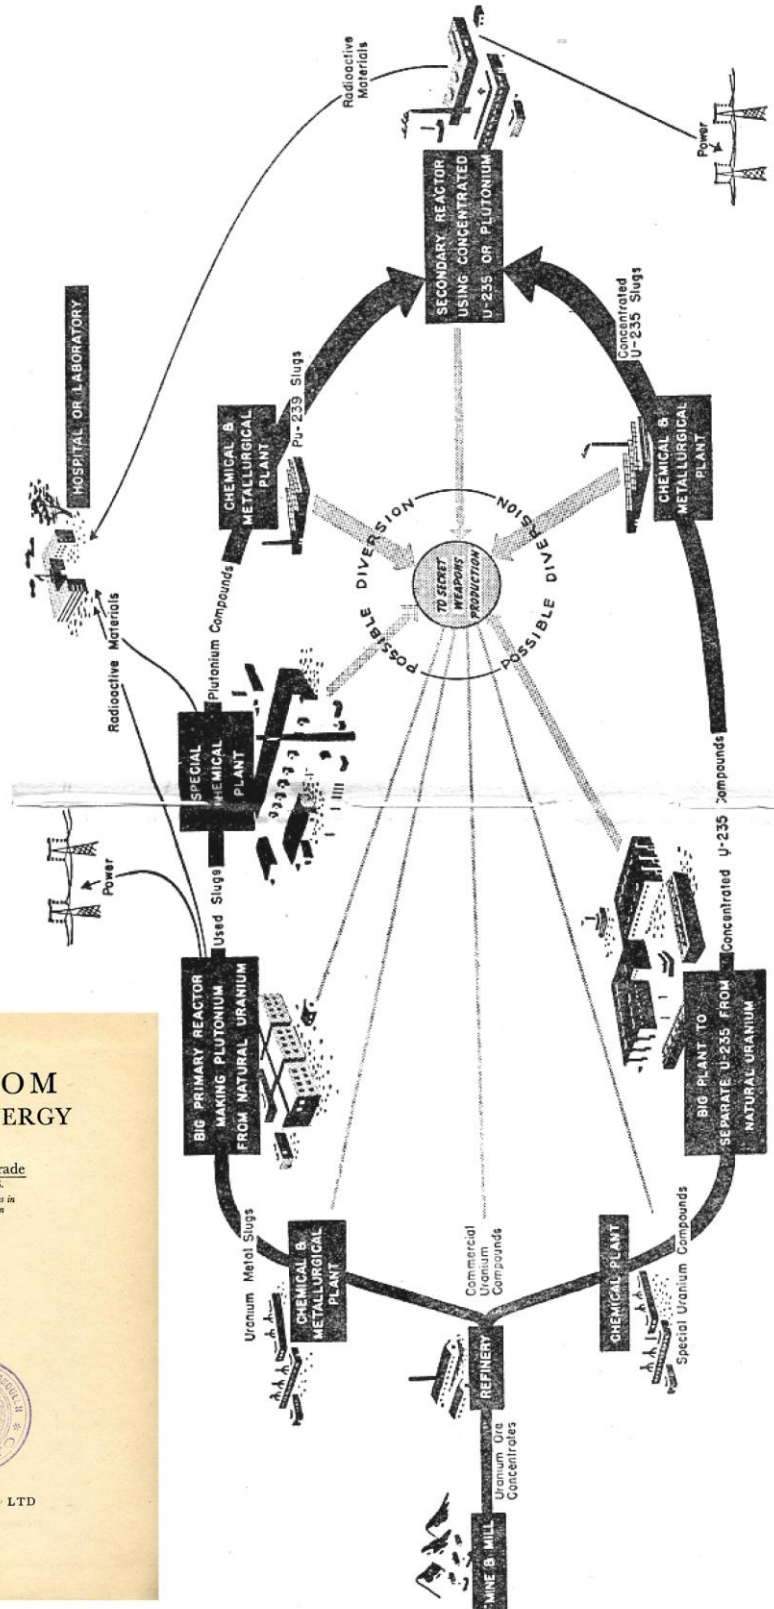 MINE & MILL
Uranium Ore
Concentrates
REFINERY
Commercial
Uranium
Compounds
CHEMICAL &
METALLURGICAL
PLANT
Uranium Metal Slugs
BIG PRIMARY REACTOR
MAKING PLUTONIUM
FROM NATURAL URANIUM
Power
Used Slugs
Radioactive Materials
SPECIAL
CHEMICAL
PLANT
Plutonium Compounds
HOSPITAL OR LABORATORY
CHEMICAL &
METALLURGICAL
PLANT
Pu-239 Slugs
Radioactive
Materials
SECONDARY REACTOR
USING CONCENTRATED
U-235 OR PLUTONIUM
Power
POSSIBLE DIVERSION
TO SECRET
WEAPONS
PRODUCTION
POSSIBLE DIVERSION
CHEMICAL PLANT
Special Uranium Compounds
BIG PLANT TO
SEPARATE U-235 FROM
NATURAL URANIUM
Concentrated U-235 Compounds
CHEMICAL &
METALLURGICAL
PLANT
Concentrated
U-235 Slugs
OM
ERGY
rade
s.
s in
n
LTD